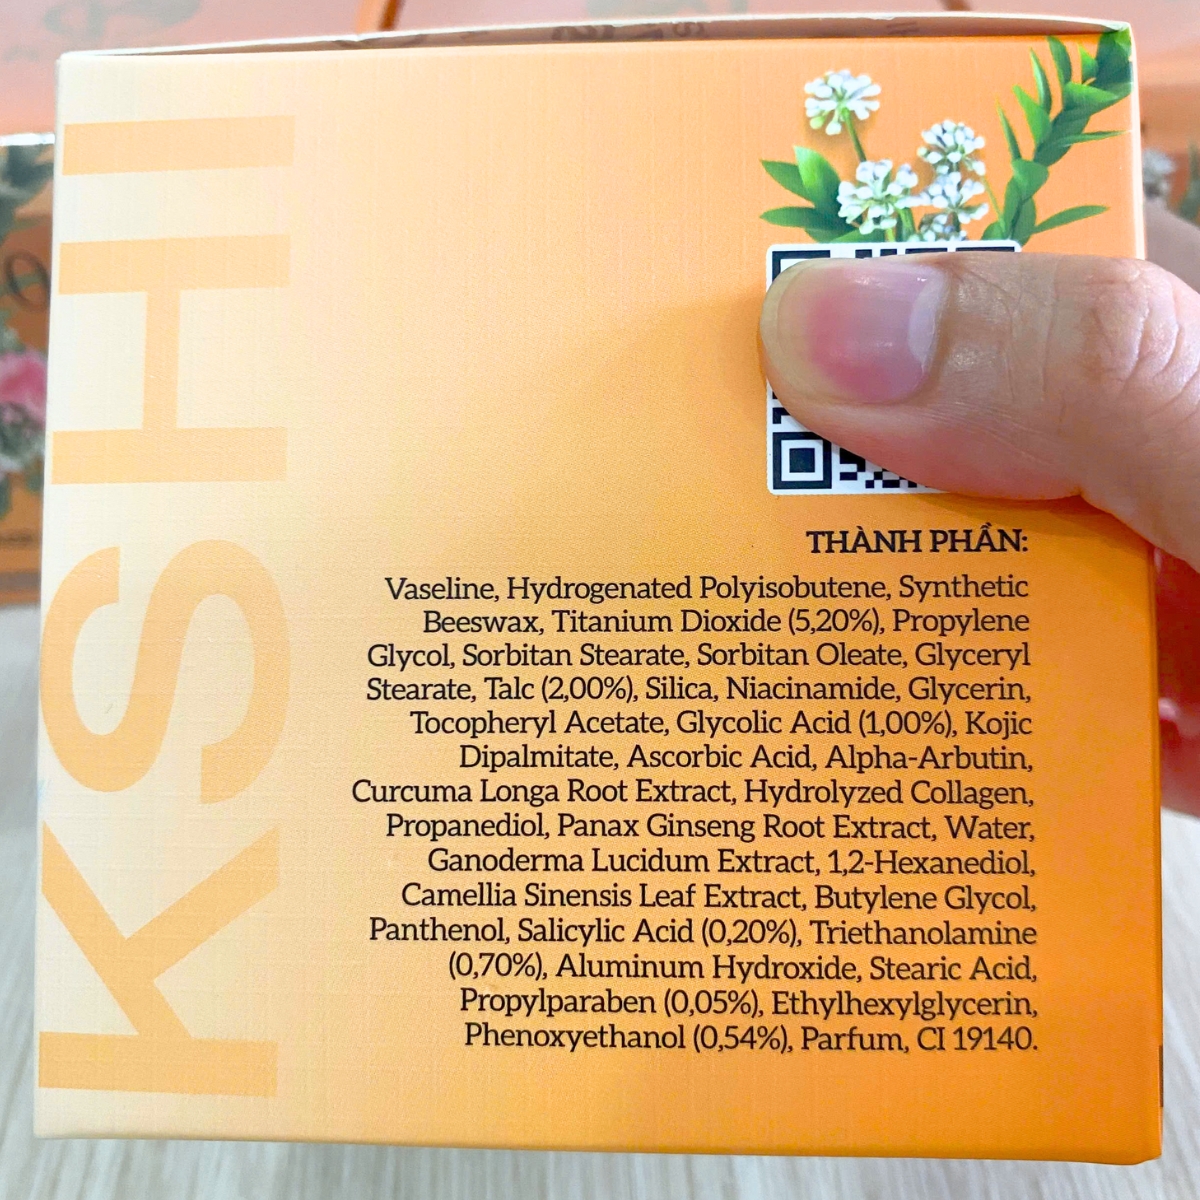 KSHI
THÀNH PHẦN:
Vaseline, Hydrogenated Polyisobutene, Synthetic
Beeswax, Titanium Dioxide (5,20%), Propylene
Glycol, Sorbitan Stearate, Sorbitan Oleate, Glyceryl
Stearate, Talc (2,00%), Silica, Niacinamide, Glycerin,
Tocopheryl Acetate, Glycolic Acid (1,00%), Kojic
Dipalmitate, Ascorbic Acid, Alpha-Arbutin,
Curcuma Longa Root Extract, Hydrolyzed Collagen,
Propanediol, Panax Ginseng Root Extract, Water,
Ganoderma Lucidum Extract, 1,2-Hexanediol,
Camellia Sinensis Leaf Extract, Butylene Glycol,
Panthenol, Salicylic Acid (0,20%), Triethanolamine
(0,70%), Aluminum Hydroxide, Stearic Acid,
Propylparaben (0,05%), Ethylhexylglycerin,
Phenoxyethanol (0,54%), Parfum, CI 19140.